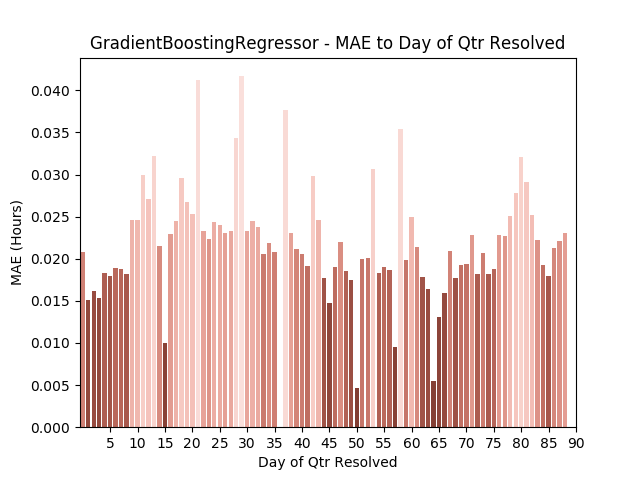 GradientBoostingRegressor - MAE to Day of Qtr Resolved
0.040
0.035
0.030
0.025
0.020
0.015
0.010
0.005
0.000
MAE (Hours)
5 10 15 20 25 30 35 40 45 50 55 60 65 70 75 80 85 90
Day of Qtr Resolved